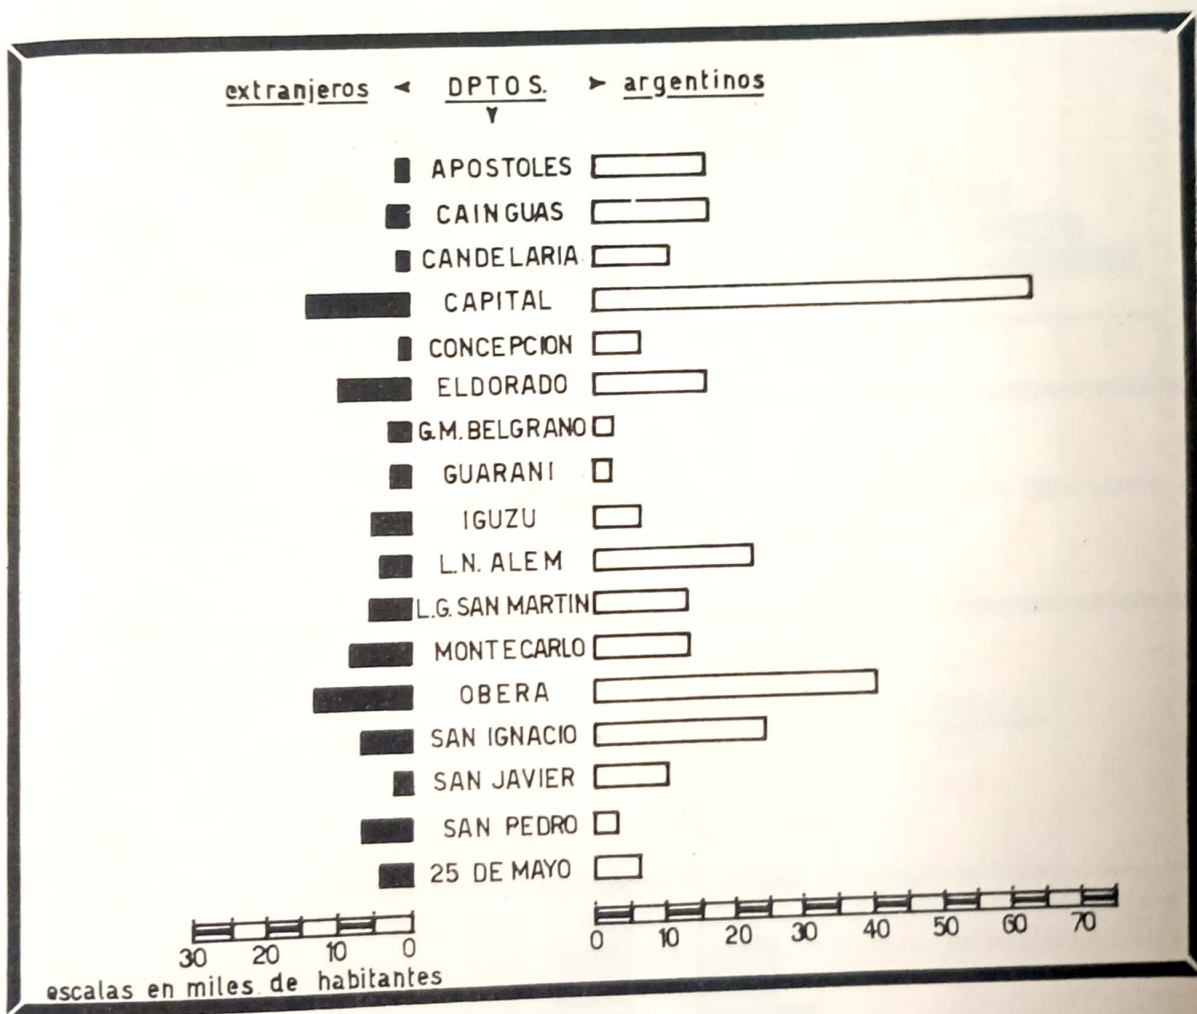 extranjeros DPTOS. argentinos
APOSTOLES
CAINGUAS
CANDELARIA
CAPITAL
CONCEPCION
ELDORADO
G.M. BELGRANO
GUARANI
IGUZU
L.N. ALEM
L.G. SAN MARTIN
MONTECARLO
OBERA
SAN IGNACIO
SAN JAVIER
SAN PEDRO
25 DE MAYO
30 20 10 0
0 10 20 30 40 50 60 70
escalas en miles de habitantes